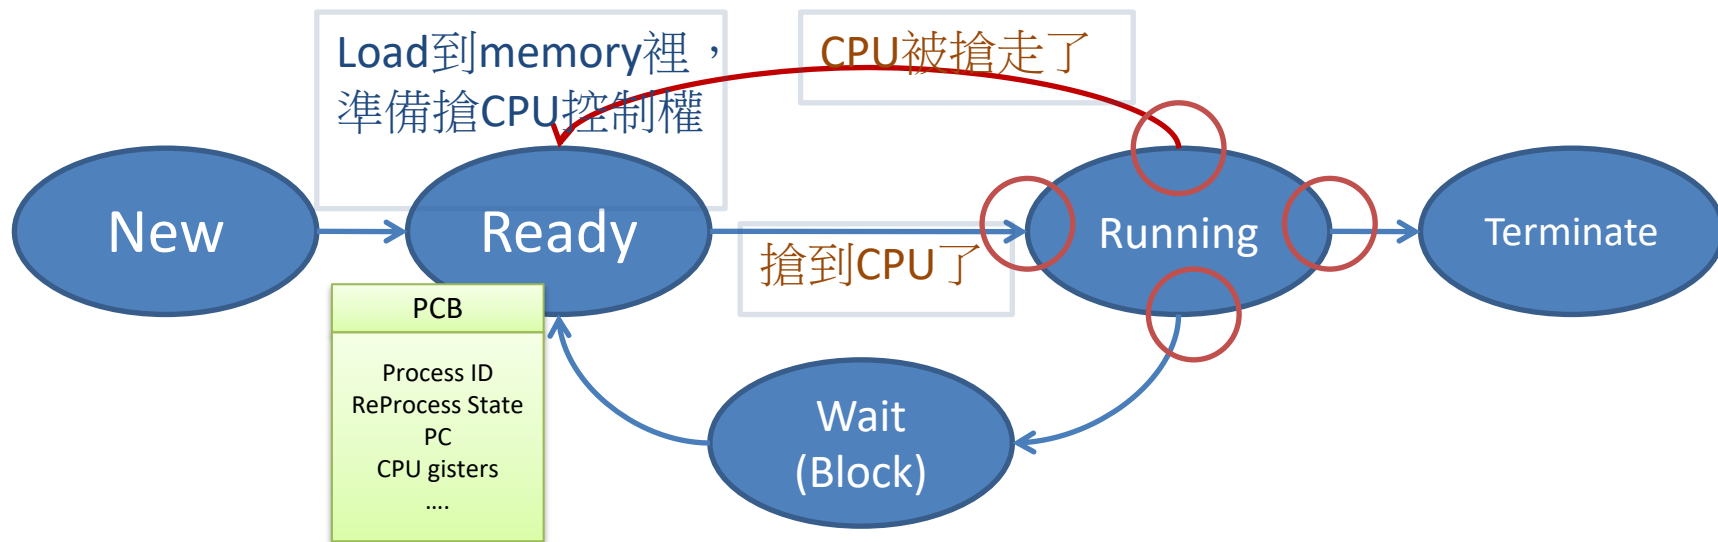 Load到memory裡，
準備搶CPU控制權
CPU被搶走了
New
Ready
Running
Terminate
搶到CPU了
PCB
Process ID
ReProcess State
PC
CPU gisters
....
Wait
(Block)